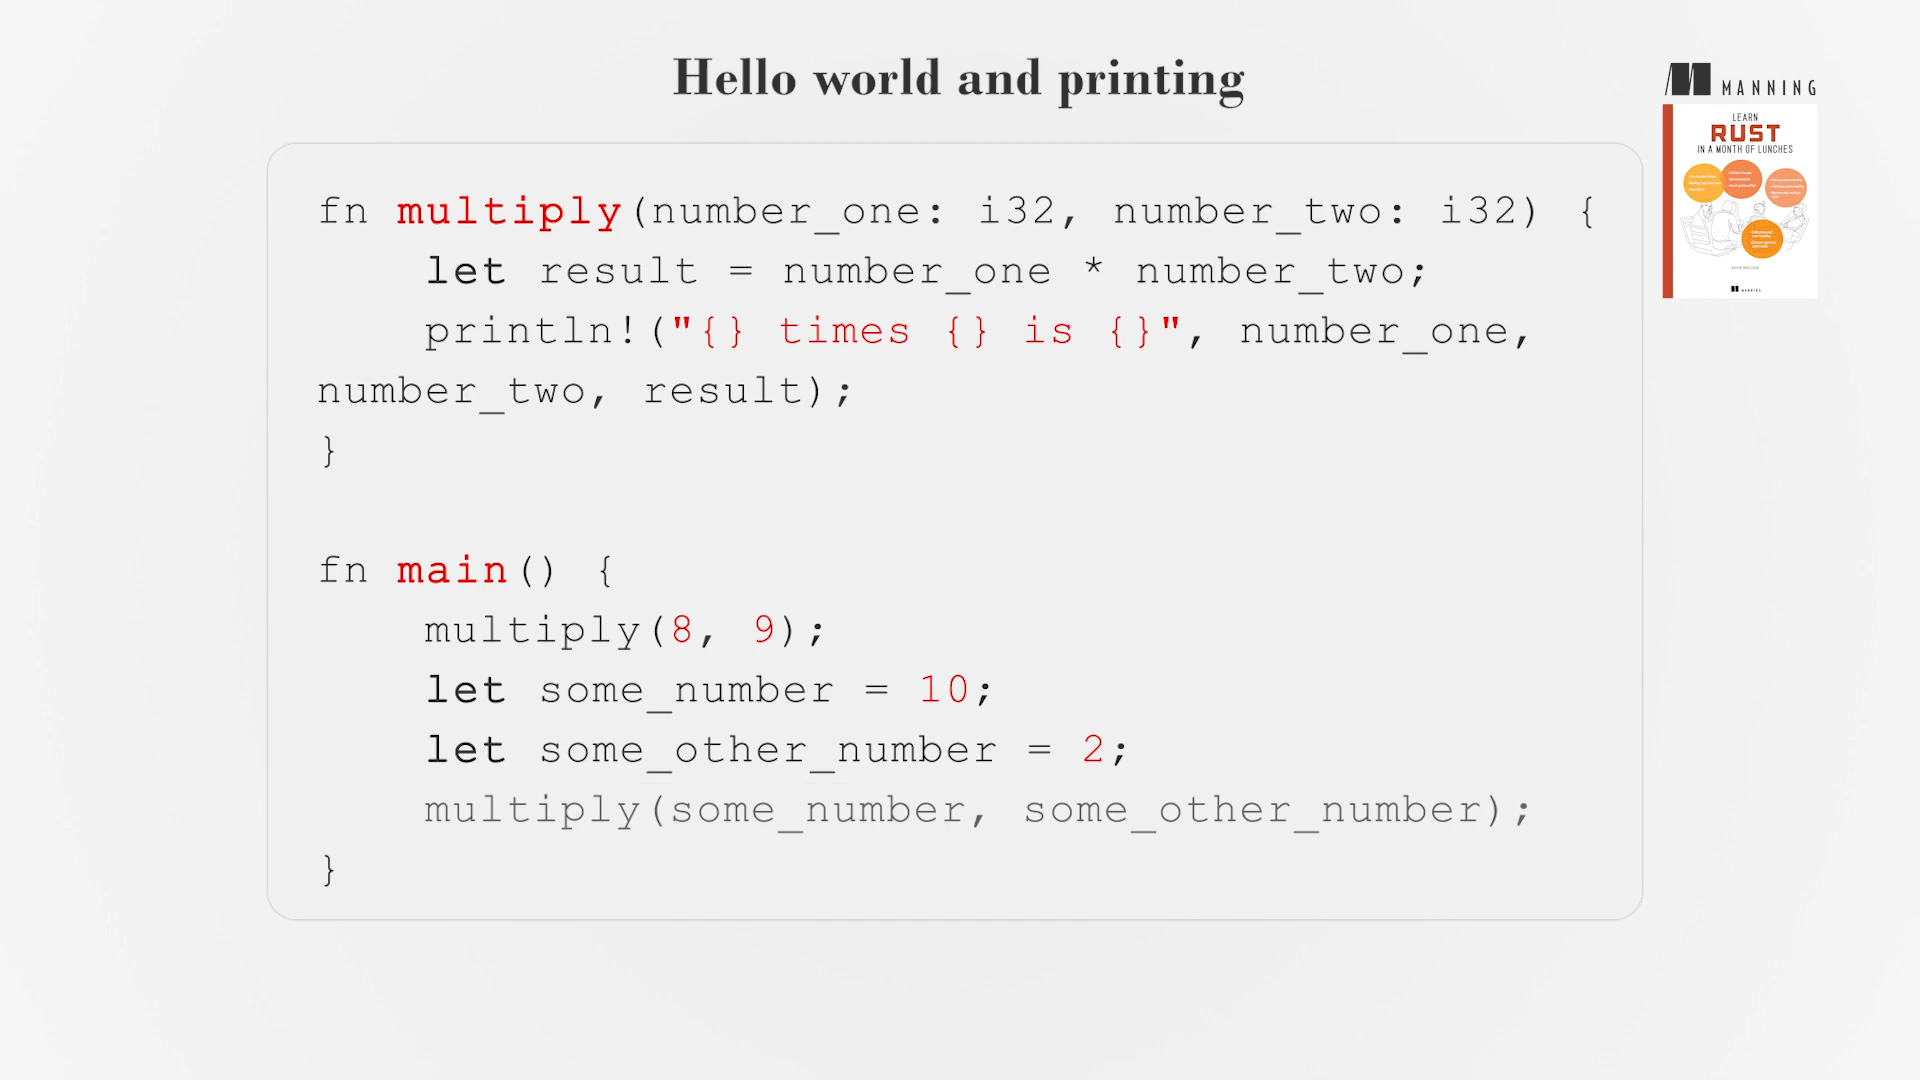 Hello world and printing
MANNING
LEARN
RUST
IN A MONTH OF LUNCHES
fn multiply(number_one: i32, number_two: i32) {
    let result = number_one * number_two;
    println!("{} times {} is {}", number_one,
number_two, result);
}
fn main() {
    multiply(8, 9);
    let some_number = 10;
    let some_other_number = 2;
    multiply(some_number, some_other_number);
}